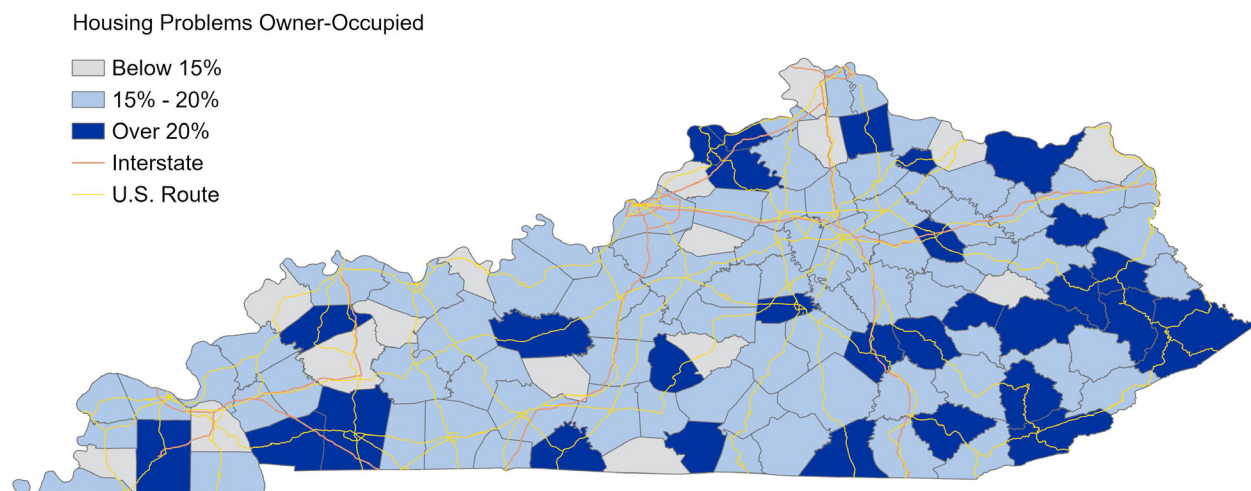 Housing Problems Owner-Occupied
Below 15%
15% - 20%
Over 20%
Interstate
U.S. Route